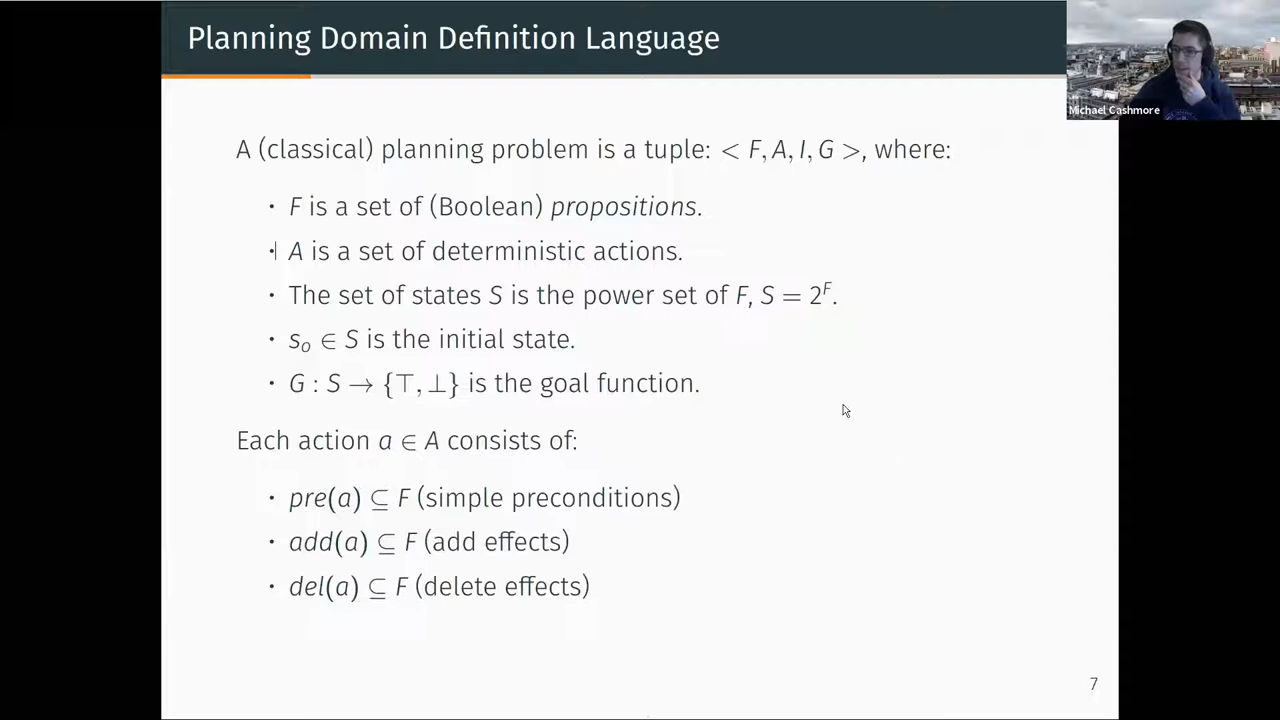 Planning Domain Definition Language
Michael Cashmore
A (classical) planning problem is a tuple: < F, A, I, G >, where:
• F is a set of (Boolean) propositions.
• A is a set of deterministic actions.
• The set of states S is the power set of F, S = 2^F.
• s₀ ∈ S is the initial state.
• G : S → {⊤, ⊥} is the goal function.
Each action a ∈ A consists of:
• pre(a) ⊆ F (simple preconditions)
• add(a) ⊆ F (add effects)
• del(a) ⊆ F (delete effects)
7